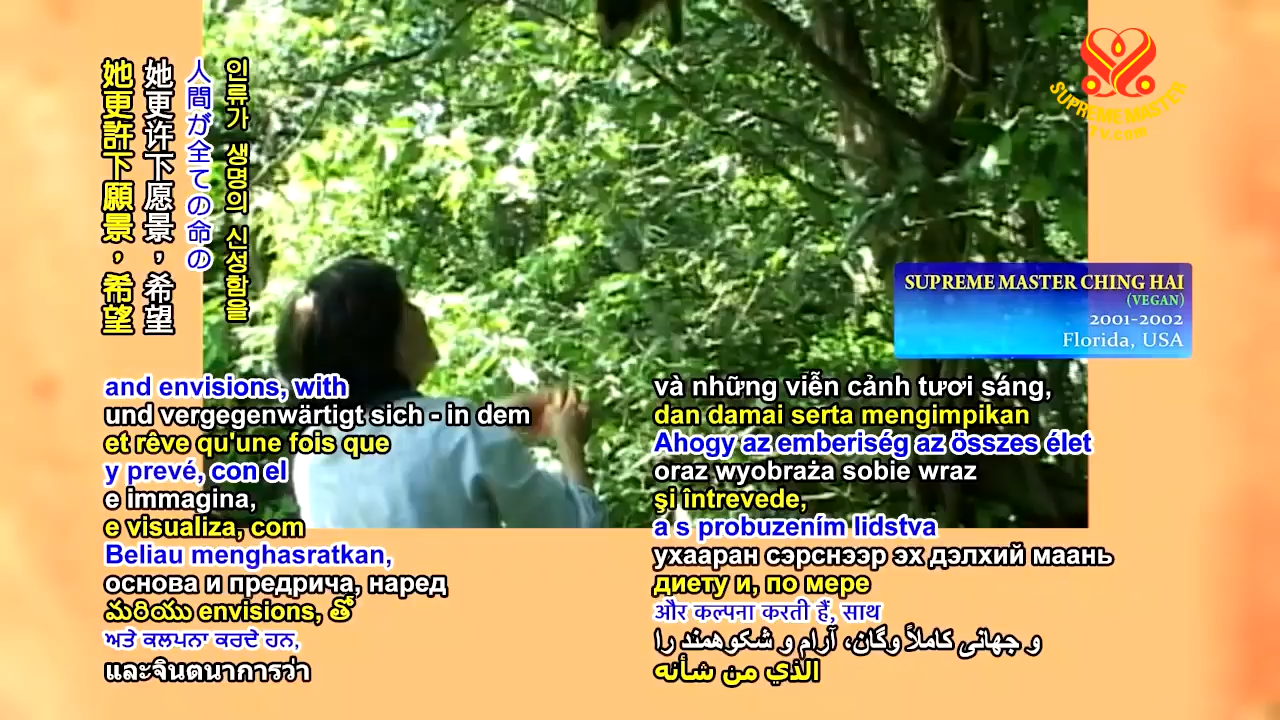 她更許下願景，希望
她更许下愿景，希望
人間が全ての命の
인류가 생명의 신성함을
SUPREME MASTER
TV.com
SUPREME MASTER CHING HAI
(VEGAN)
2001-2002
Florida, USA
and envisions, with
und vergegenwärtigt sich - in dem
et rêve qu'une fois que
y prevé, con el
e immagina,
e visualiza, com
Beliau menghasratkan,
основа и предрича, наред
మరియు envisions, తో
ਅਤੇ ਕਲਪਨਾ ਕਰਦੇ ਹਨ,
และจินตนาการว่า
và những viễn cảnh tươi sáng,
dan damai serta mengimpikan
Ahogy az emberiség az összes élet
oraz wyobraża sobie wraz
şi întrevede,
a s probuzením lidstva
ухааран сэрснээр эх дэлхий маань
диету и, по мере
और कल्पना करती हैं, साथ
و جهانی کاملاً وگان، آرام و شکوهمند را
الذي من شأنه